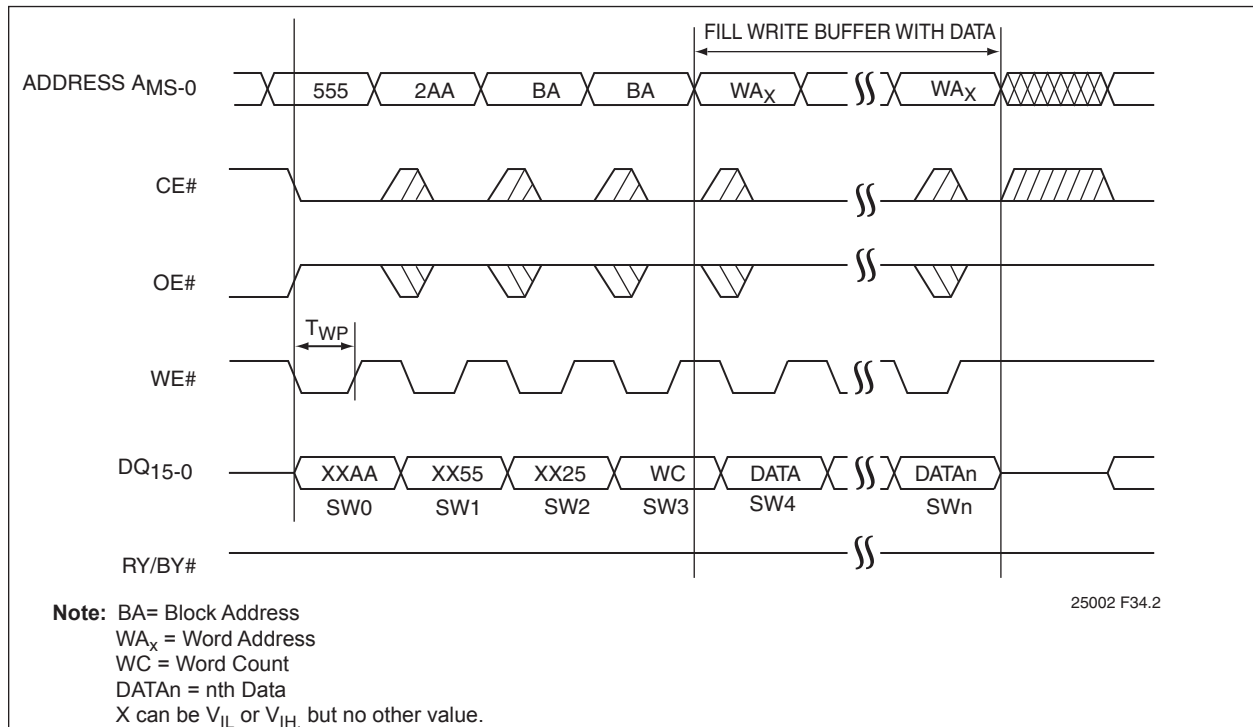 FILL WRITE BUFFER WITH DATA
ADDRESS AMS-0 555 2AA BA BA WAX WAX
CE#
OE#
TWP
WE#
DQ15-0 XXAA XX55 XX25 WC DATA DATAn
SW0 SW1 SW2 SW3 SW4 SWn
RY/BY#
25002 F34.2
Note: BA= Block Address
WAx = Word Address
WC = Word Count
DATAn = nth Data
X can be VIL or VIH, but no other value.